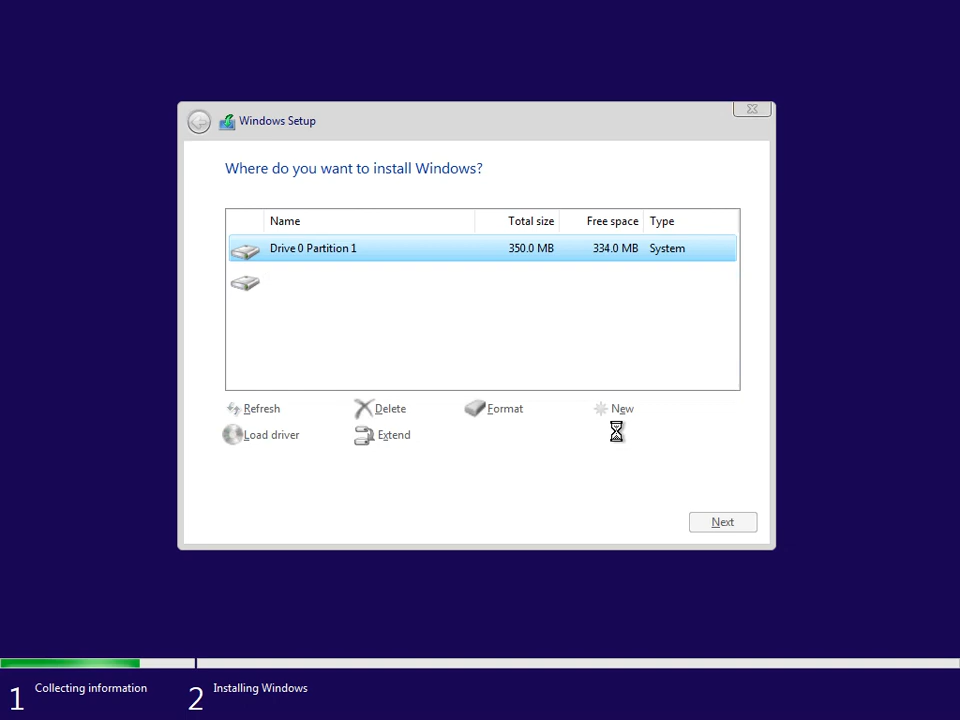 Windows Setup
Where do you want to install Windows?
Name Total size Free space Type
Drive 0 Partition 1 350.0 MB 334.0 MB System
Refresh Delete Format New
Load driver Extend
Next
1 Collecting information 2 Installing Windows